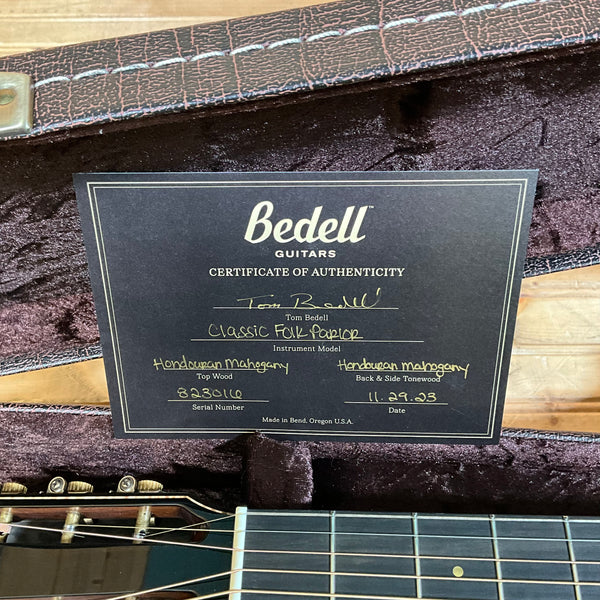 Bedell™
GUITARS
CERTIFICATE OF AUTHENTICITY
Tom Bedell
Tom Bedell
Classic Folk Parlor
Instrument Model
Honduran Mahogany Honduran Mahogany
Top Wood Back & Side Tonewood
823016 11.29.23
Serial Number Date
Made in Bend, Oregon U.S.A.